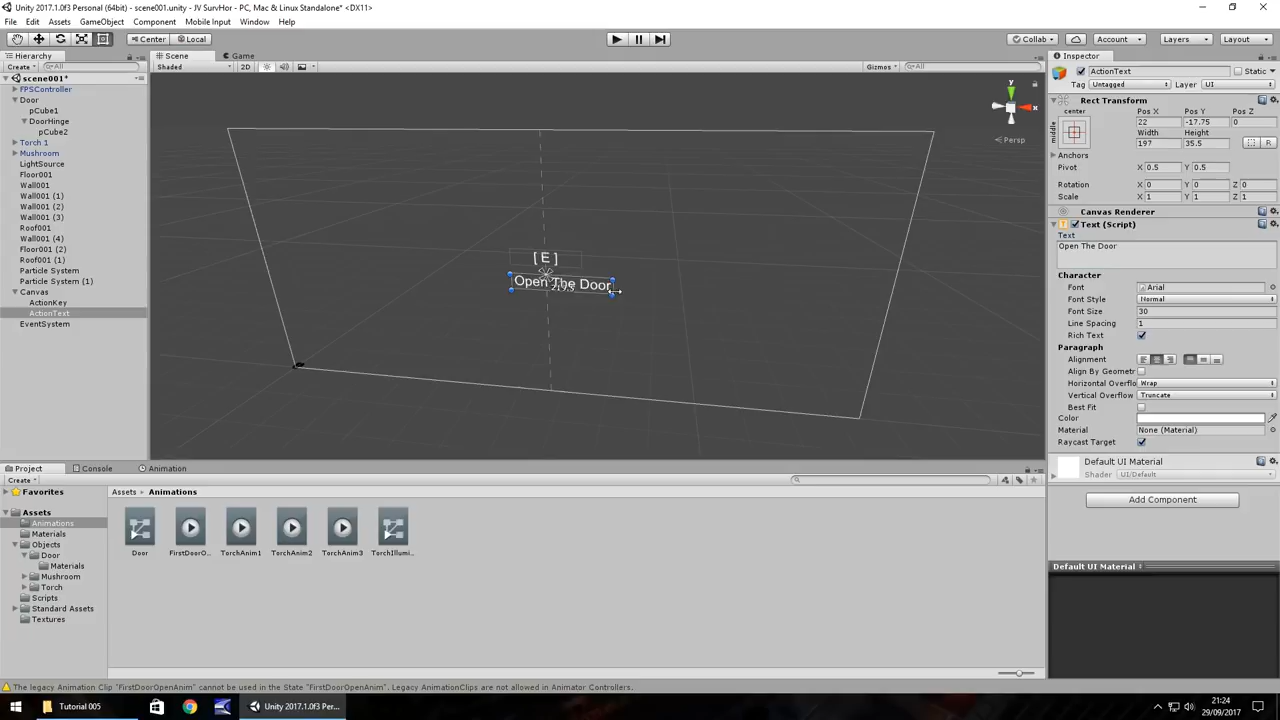 Unity 2017.1.0f3 Personal (64bit) - scene001.unity - JV SurvHor - PC, Mac & Linux Standalone* <DX11>
File Edit Assets GameObject Component Mobile Input Window Help
Center Local Collab Account Layers Layout
Hierarchy Scene Game Inspector
Create All Shaded 2D Gizmos All ActionText Static
scene001*
Tag Untagged Layer UI
FPSController
Door
pCube1
DoorHinge
pCube2
Torch 1
Mushroom
LightSource
Floor001
Wall001
Wall001 (1)
Wall001 (2)
Wall001 (3)
Roof001
Wall001 (4)
Floor001 (2)
Roof001 (1)
Particle System
Particle System (1)
Canvas
ActionKey
ActionText
EventSystem
y
x
Persp
[ E ]
Open The Door
Rect Transform
center Pos X Pos Y Pos Z
middle 22 -17.75 0
Width Height
197 35.5 R
Anchors
Pivot X 0.5 Y 0.5
Rotation X 0 Y 0 Z 0
Scale X 1 Y 1 Z 1
Canvas Renderer
Text (Script)
Text
Open The Door
Character
Font Arial
Font Style Normal
Font Size 30
Line Spacing 1
Rich Text
Paragraph
Alignment
Align By Geometr
Horizontal Overflo Wrap
Vertical Overflow Truncate
Best Fit
Color
Material None (Material)
Raycast Target
Default UI Material
Shader UI/Default
Add Component
Default UI Material
Project Console Animation
Create
Favorites
Assets
Animations
Materials
Objects
Door
Materials
Mushroom
Torch
Scripts
Standard Assets
Textures
Assets Animations
Door FirstDoorO... TorchAnim1 TorchAnim2 TorchAnim3 TorchIllumi...
The legacy Animation Clip "FirstDoorOpenAnim" cannot be used in the State "FirstDoorOpenAnim". Legacy AnimationClips are not allowed in Animator Controllers.
Tutorial 005 Unity 2017.1.0f3 Per...
21:24
29/09/2017